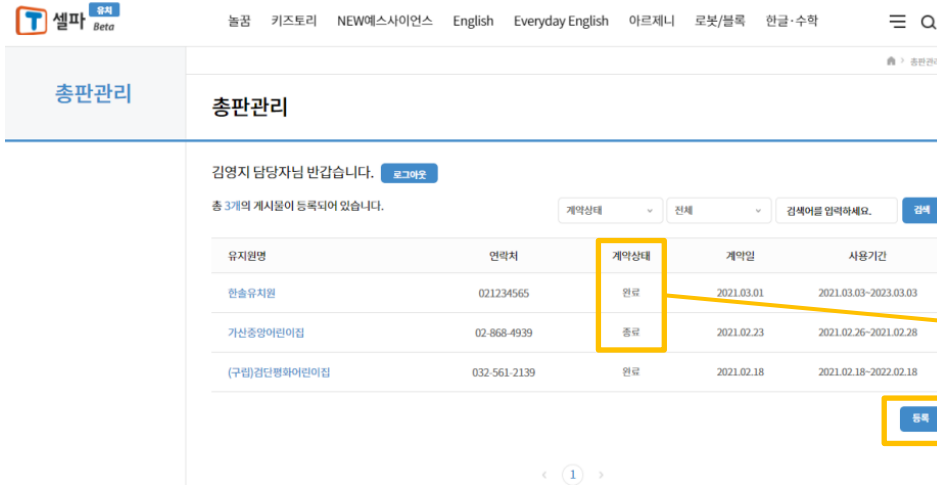 T 셀파 유치 Beta
놀꿈 키즈토리 NEW예스사이언스 English Everyday English 아르제니 로봇/블록 한글·수학
총판관리
총판관리
총판관리
김영지 담당자님 반갑습니다. 로그아웃
총 3개의 게시물이 등록되어 있습니다.
계약상태 전체 검색어를 입력하세요. 검색
유지원명 연락처 계약상태 계약일 사용기간
한솔유치원 021234565 완료 2021.03.01 2021.03.03~2023.03.03
가산중앙어린이집 02-868-4939 종료 2021.02.23 2021.02.26~2021.02.28
(구립)검단평화어린이집 032-561-2139 완료 2021.02.18 2021.02.18~2022.02.18
등록
< 1 >